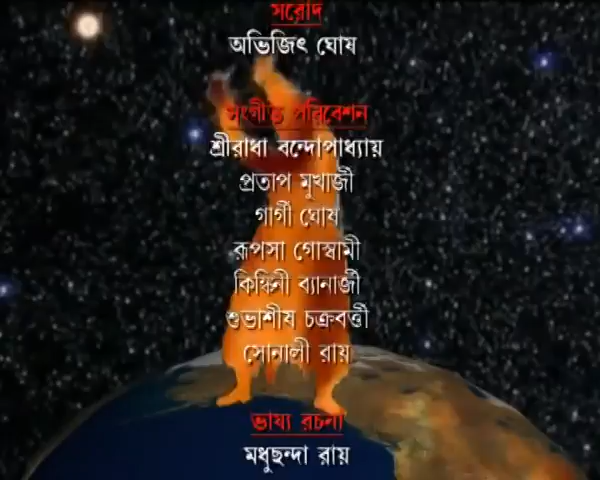 সরোদ
অভিজিৎ ঘোষ
সংগীত পরিবেশন
শ্রীরাধা বন্দোপাধ্যায়
প্রতাপ মুখার্জী
গার্গী ঘোষ
রূপসা গোস্বামী
কিঙ্কিনী ব্যানার্জী
শুভাশীষ চক্রবর্ত্তী
সোনালী রায়
ভাষ্য রচনা
মধুছন্দা রায়